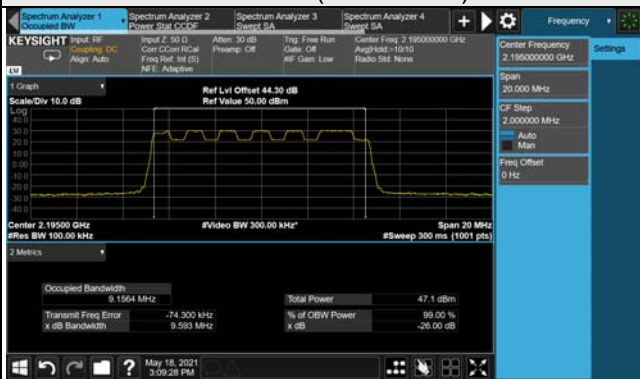 Spectrum Analyzer 1
Occupied BW
Spectrum Analyzer 2
Power Stat CCDF
Spectrum Analyzer 3
Swept SA
Spectrum Analyzer 4
Swept SA
Frequency
KEYSIGHT
Input: RF
Coupling: DC
Align: Auto
Input Z: 50 Ω
Corr CCorr RCal
Freq Ref: Int (S)
NFE: Adaptive
Atten: 30 dB
Preamp: Off
Trig: Free Run
Gate: Off
#IF Gain: Low
Center Freq: 2.195000000 GHz
Avg|Hold:>10/10
Radio Std: None
Center Frequency
2.195000000 GHz
Settings
Span
20.000 MHz
CF Step
2.000000 MHz
Auto
Man
Freq Offset
0 Hz
1 Graph
Scale/Div 10.0 dB
Ref Lvl Offset 44.30 dB
Ref Value 50.00 dBm
Log
40.0
30.0
20.0
10.0
0.00
-10.0
-20.0
-30.0
-40.0
Center 2.19500 GHz
#Res BW 100.00 kHz
#Video BW 300.00 kHz*
Span 20 MHz
#Sweep 300 ms (1001 pts)
2 Metrics
Occupied Bandwidth
9.1564 MHz
Total Power
47.1 dBm
Transmit Freq Error
-74.300 kHz
% of OBW Power
99.00 %
x dB Bandwidth
9.593 MHz
x dB
-26.00 dB
?
May 18, 2021
3:09:28 PM